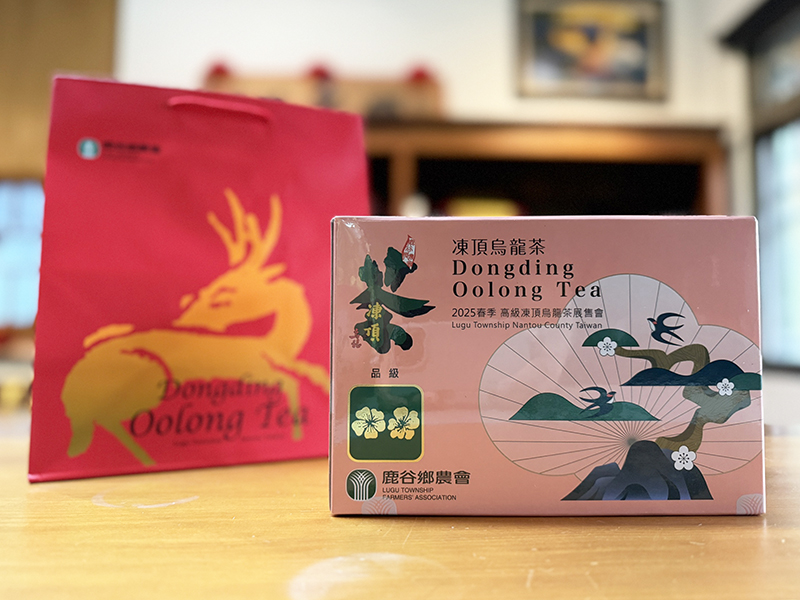 Dongding
Oolong Tea
凍頂烏龍茶
Dongding
Oolong Tea
2025春季 高級凍頂烏龍茶展售會
Lugu Township Nantou County Taiwan
茶
凍頂
品級
鹿谷鄉農會
LUGU TOWNSHIP
FARMERS' ASSOCIATION